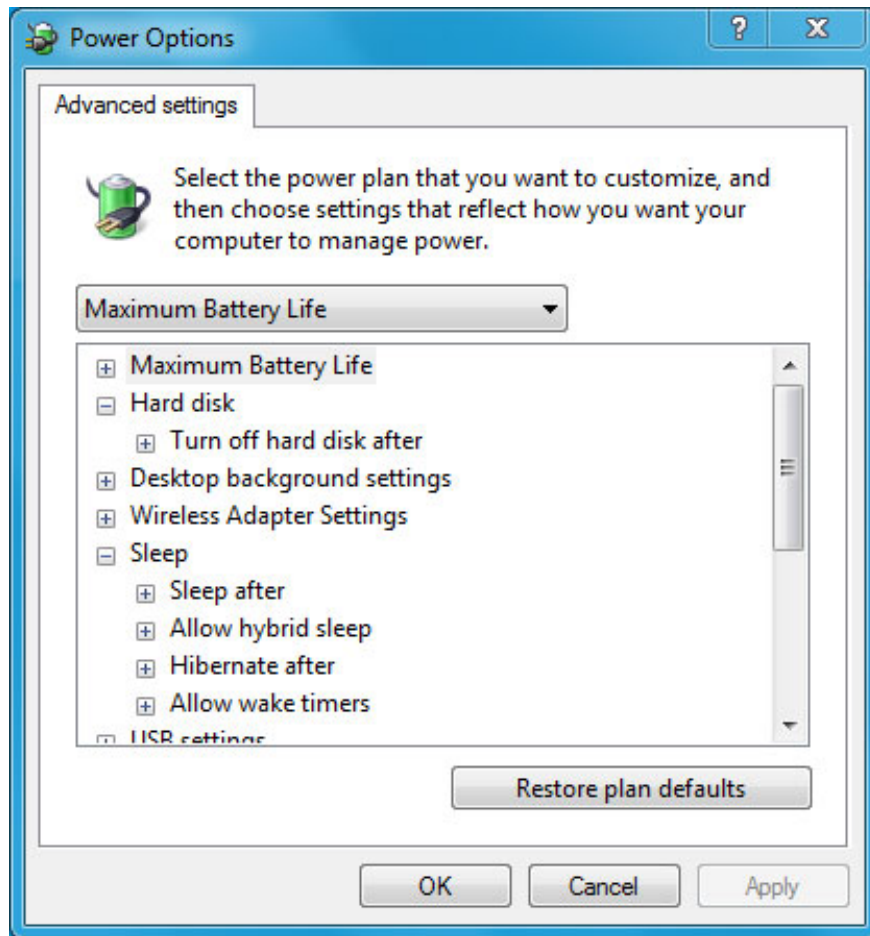 Power Options
Advanced settings
Select the power plan that you want to customize, and
then choose settings that reflect how you want your
computer to manage power.
Maximum Battery Life
Maximum Battery Life
Hard disk
Turn off hard disk after
Desktop background settings
Wireless Adapter Settings
Sleep
Sleep after
Allow hybrid sleep
Hibernate after
Allow wake timers
USB settings
Restore plan defaults
OK Cancel Apply